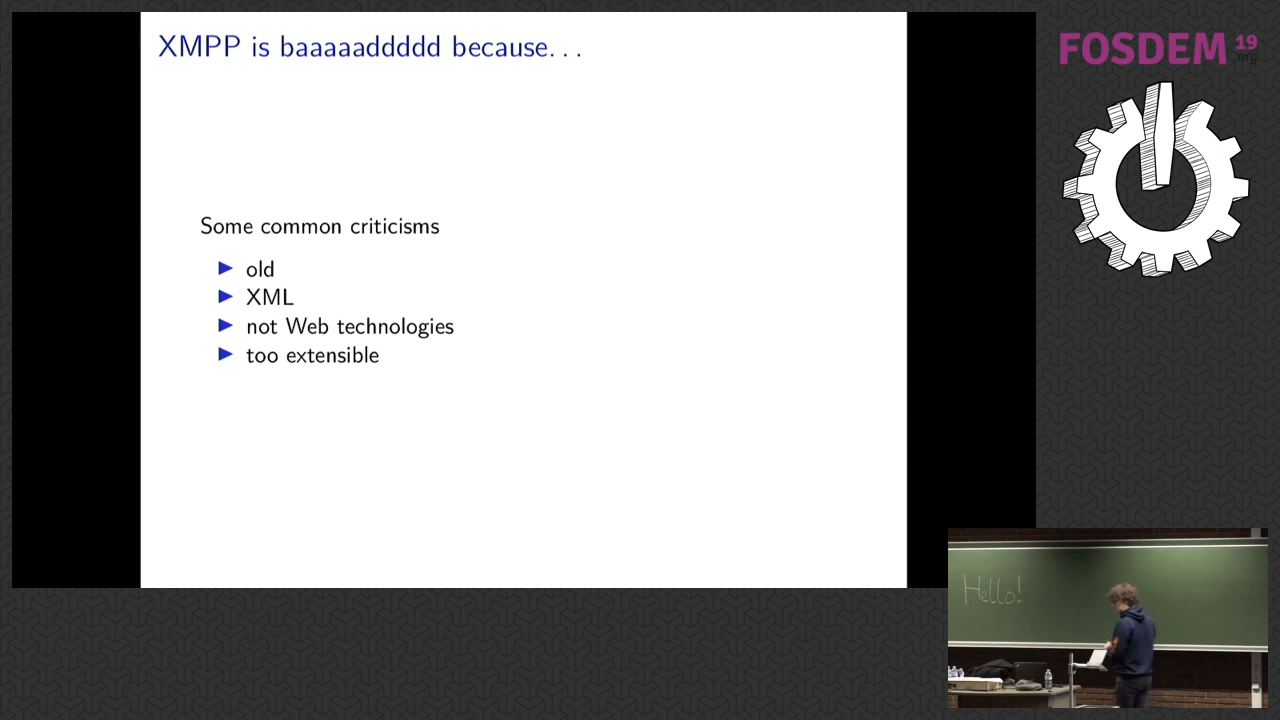 XMPP is baaaaaddddd because...
Some common criticisms
old
XML
not Web technologies
too extensible
FOSDEM 19
.org
Hello!